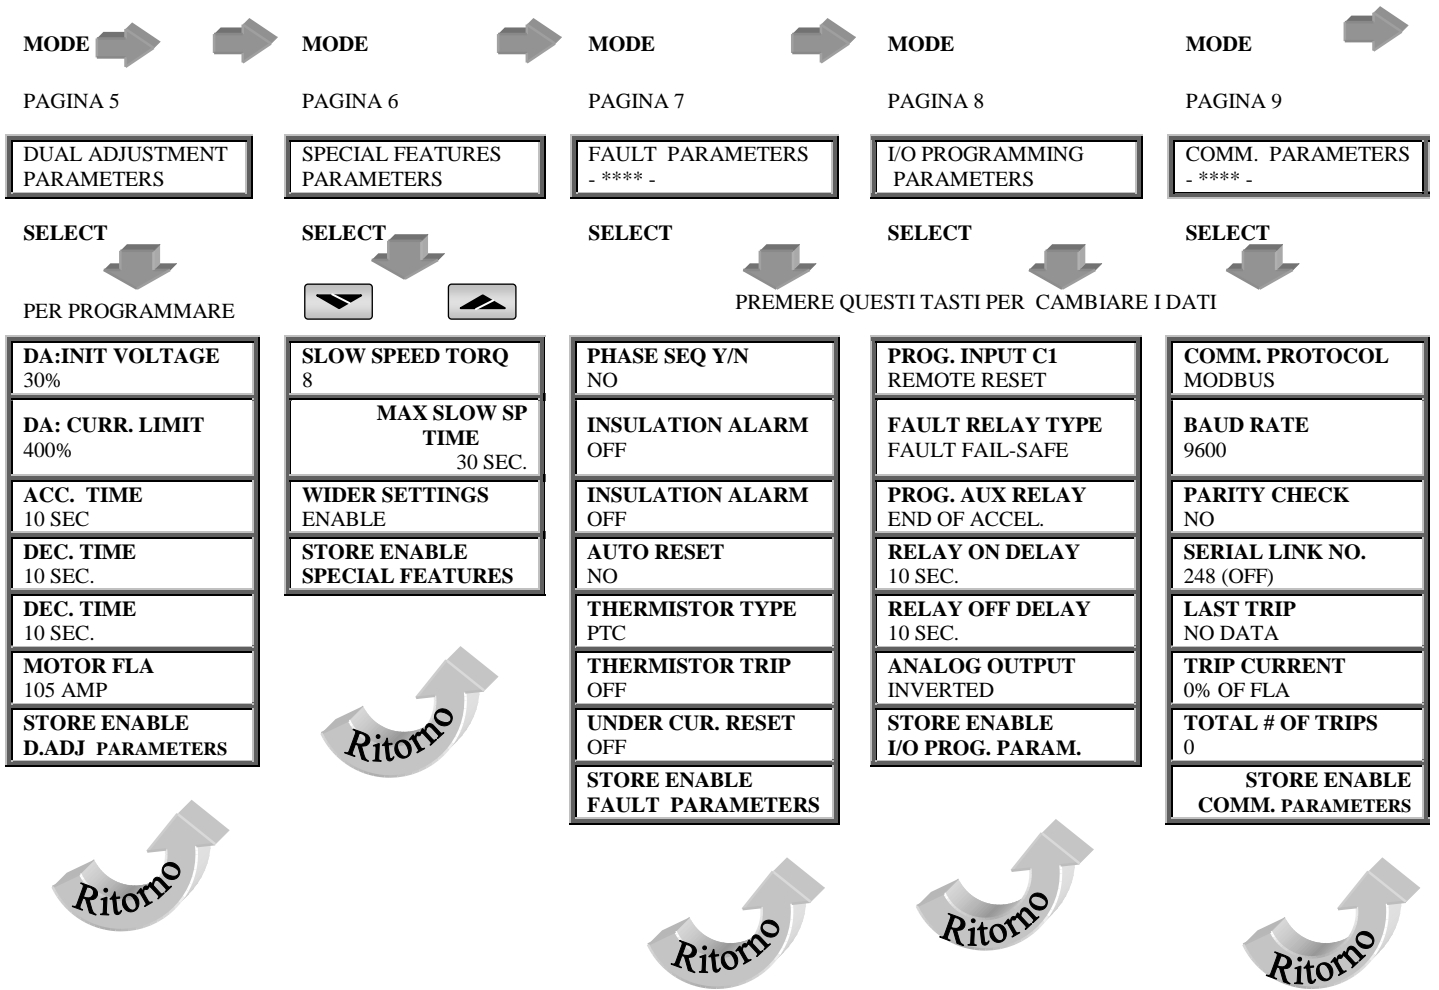 MODE
PAGINA 5
DUAL ADJUSTMENT
PARAMETERS
SELECT
PER PROGRAMMARE
DA:INIT VOLTAGE
30%
DA: CURR. LIMIT
400%
ACC. TIME
10 SEC
DEC. TIME
10 SEC.
DEC. TIME
10 SEC.
MOTOR FLA
105 AMP
STORE ENABLE
D.ADJ PARAMETERS
Ritorno
MODE
PAGINA 6
SPECIAL FEATURES
PARAMETERS
SELECT
SLOW SPEED TORQ
8
MAX SLOW SP
TIME
30 SEC.
WIDER SETTINGS
ENABLE
STORE ENABLE
SPECIAL FEATURES
Ritorno
MODE
PAGINA 7
FAULT PARAMETERS
- **** -
SELECT
PREMERE QUESTI TASTI PER CAMBIARE I DATI
PHASE SEQ Y/N
NO
INSULATION ALARM
OFF
INSULATION ALARM
OFF
AUTO RESET
NO
THERMISTOR TYPE
PTC
THERMISTOR TRIP
OFF
UNDER CUR. RESET
OFF
STORE ENABLE
FAULT PARAMETERS
Ritorno
MODE
PAGINA 8
I/O PROGRAMMING
PARAMETERS
SELECT
PROG. INPUT C1
REMOTE RESET
FAULT RELAY TYPE
FAULT FAIL-SAFE
PROG. AUX RELAY
END OF ACCEL.
RELAY ON DELAY
10 SEC.
RELAY OFF DELAY
10 SEC.
ANALOG OUTPUT
INVERTED
STORE ENABLE
I/O PROG. PARAM.
Ritorno
MODE
PAGINA 9
COMM. PARAMETERS
- **** -
SELECT
COMM. PROTOCOL
MODBUS
BAUD RATE
9600
PARITY CHECK
NO
SERIAL LINK NO.
248 (OFF)
LAST TRIP
NO DATA
TRIP CURRENT
0% OF FLA
TOTAL # OF TRIPS
0
STORE ENABLE
COMM. PARAMETERS
Ritorno